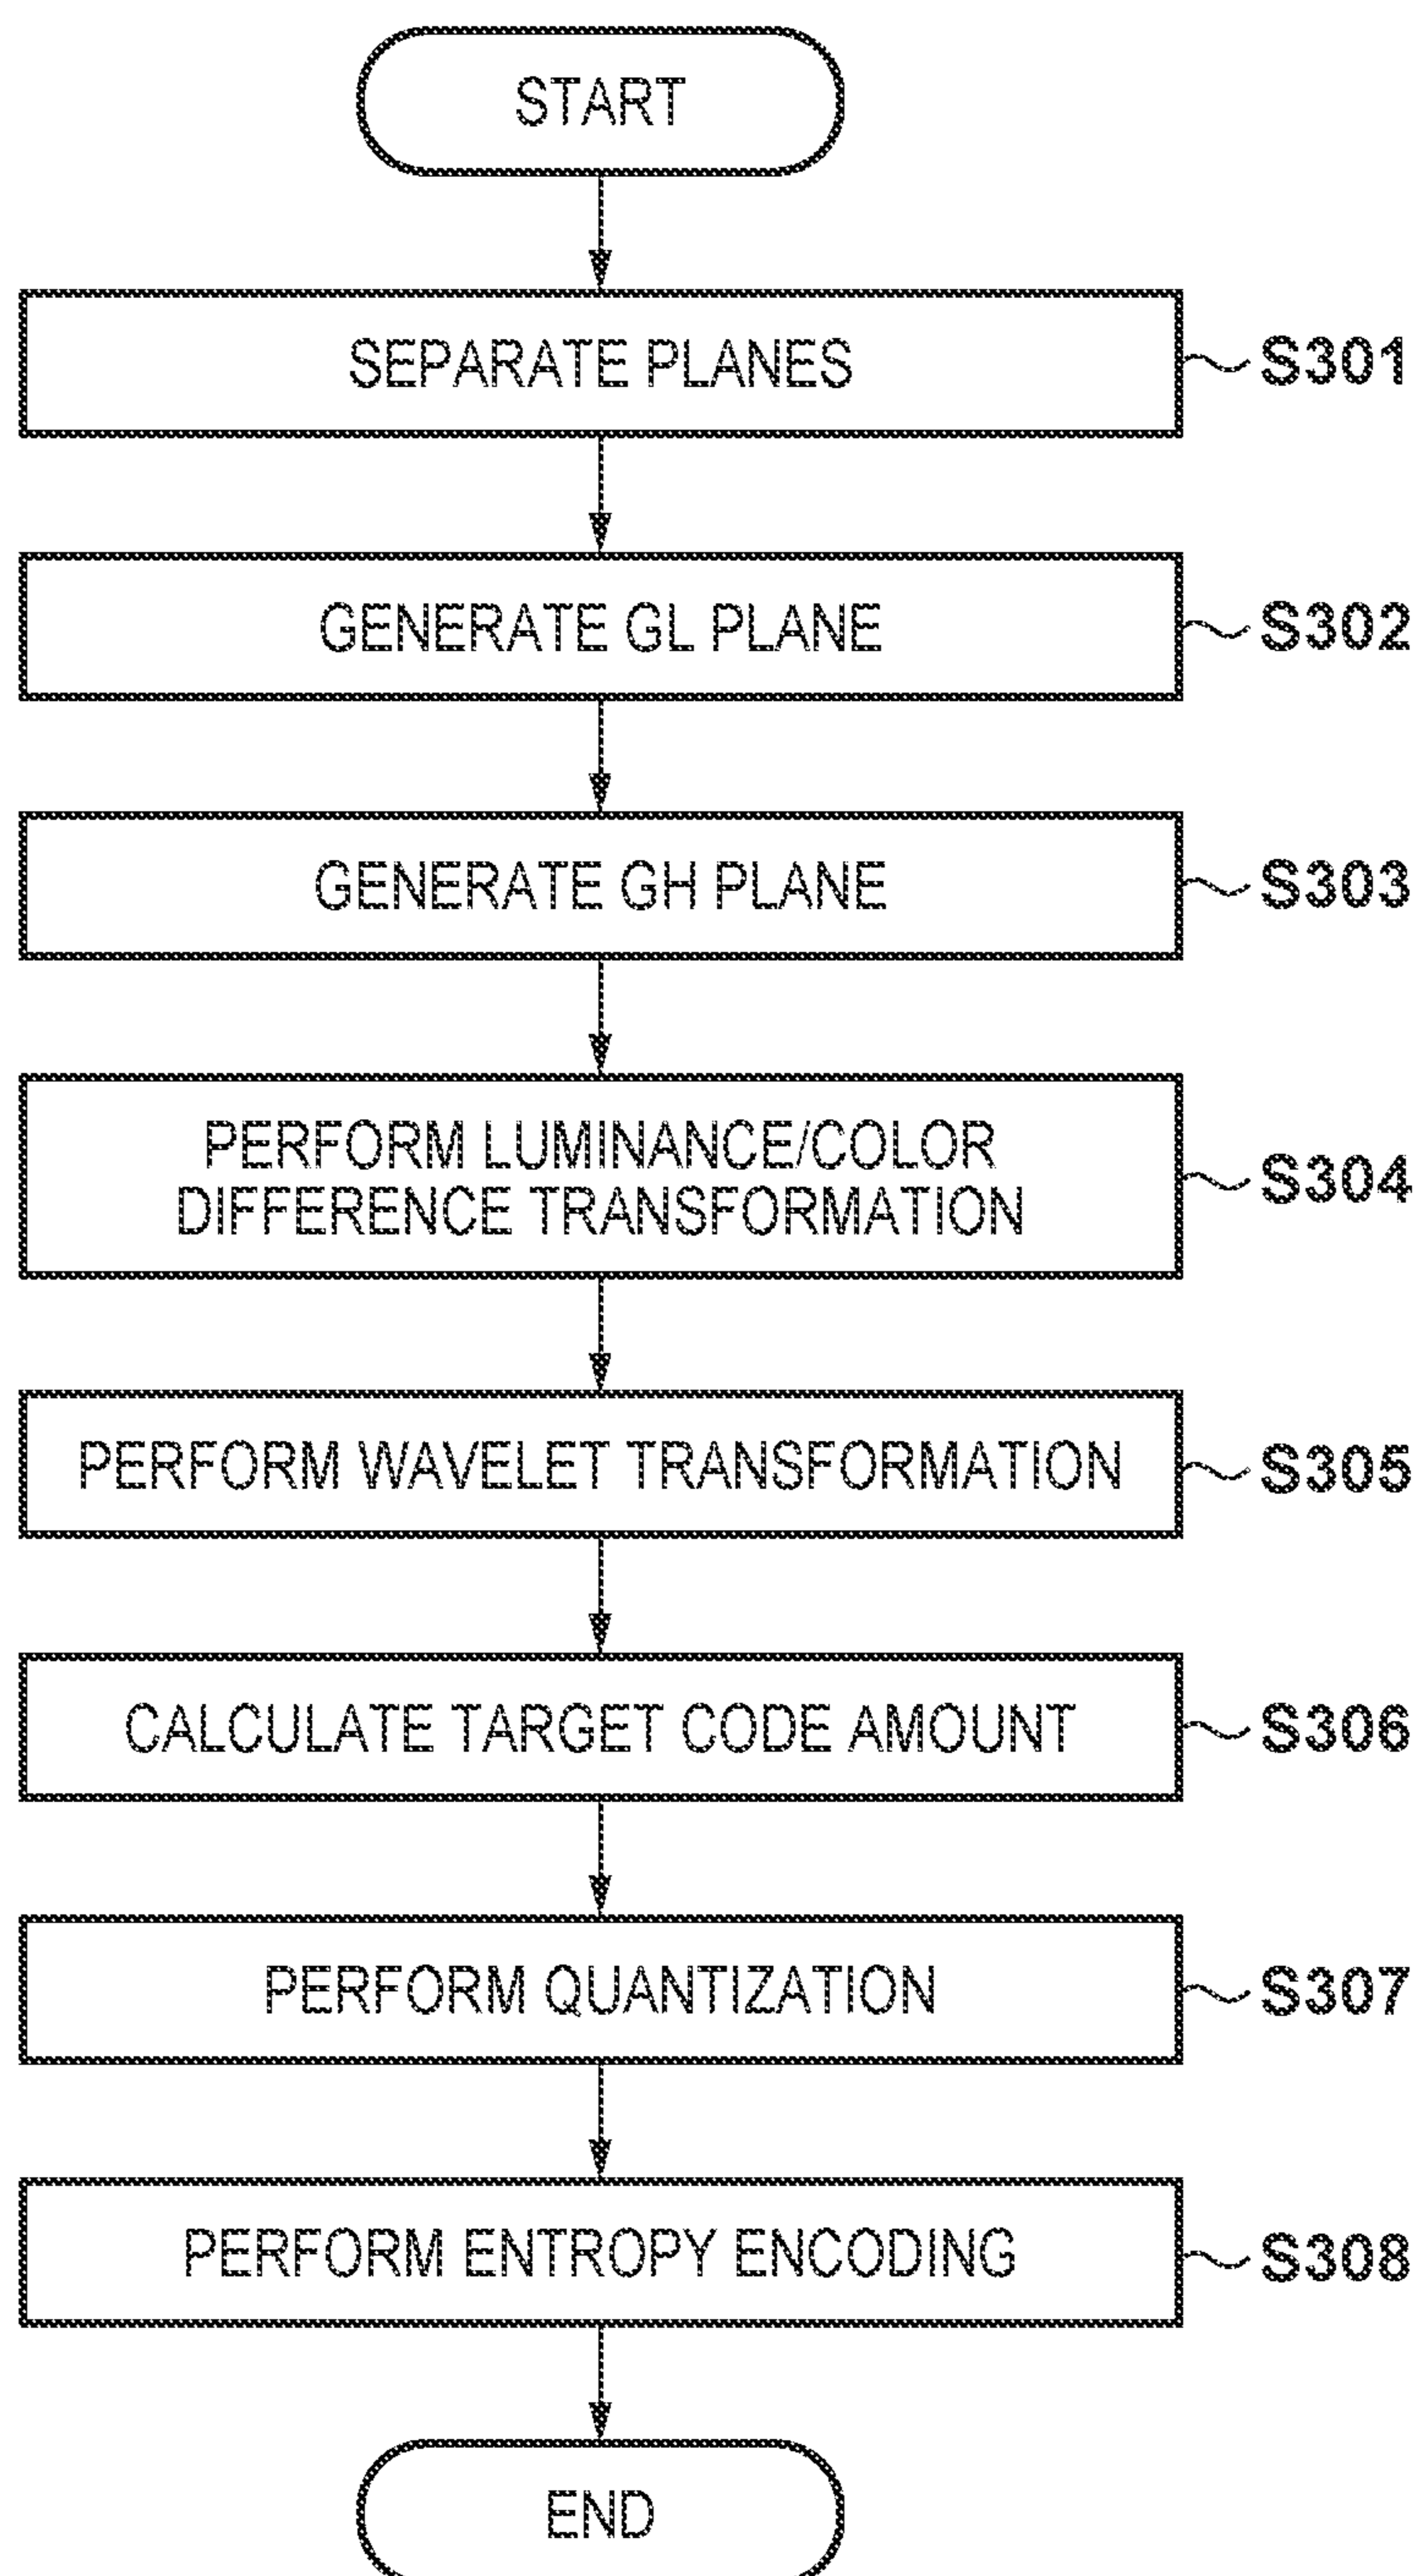 START
SEPARATE PLANES
S301
GENERATE GL PLANE
S302
GENERATE GH PLANE
S303
PERFORM LUMINANCE/COLOR
DIFFERENCE TRANSFORMATION
S304
PERFORM WAVELET TRANSFORMATION
S305
CALCULATE TARGET CODE AMOUNT
S306
PERFORM QUANTIZATION
S307
PERFORM ENTROPY ENCODING
S308
END